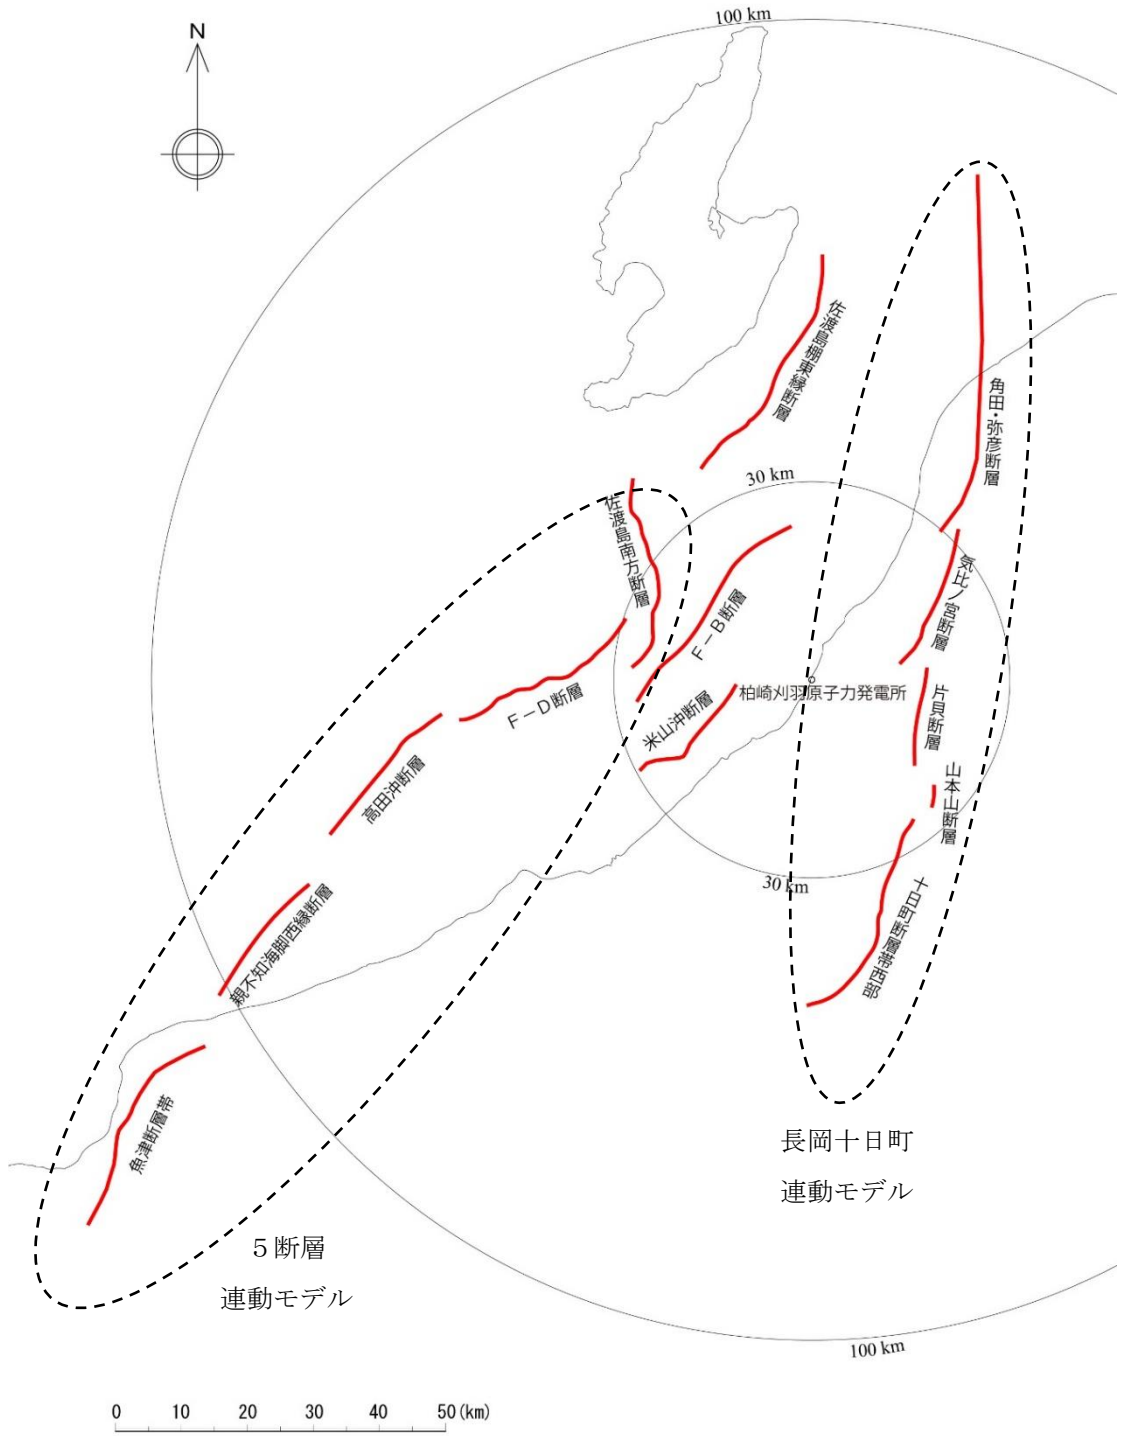 100 km
N
佐渡島棚東縁断層
角田・弥彦断層
30 km
佐渡島南方断層
気比ノ宮断層
F－B断層
柏崎刈羽原子力発電所
片貝断層
米山沖断層
F－D断層
高田沖断層
山本山断層
30 km
十日町断層帯西部
親不知海脚西縁断層
魚津断層帯
長岡十日町
連動モデル
５断層
連動モデル
100 km
0 10 20 30 40 50(km)